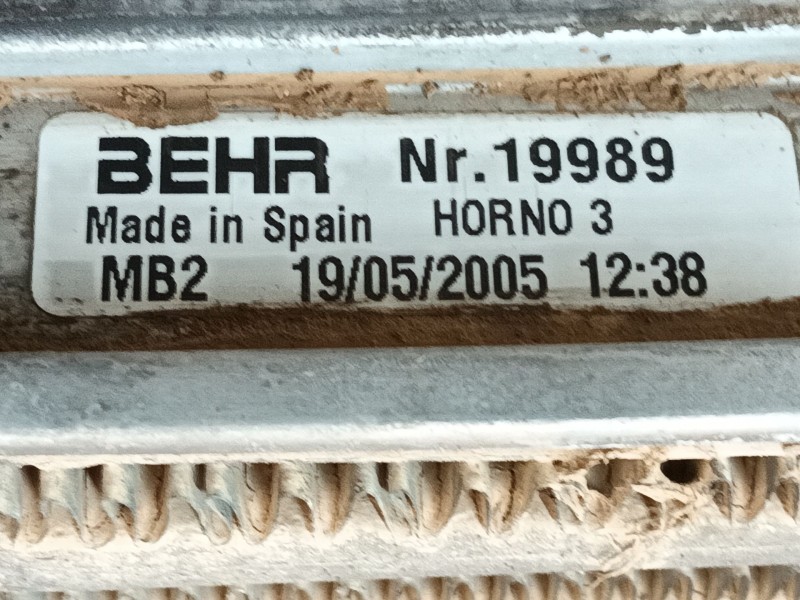 BEHR Nr.19989
Made in Spain HORNO 3
MB2 19/05/2005 12:38